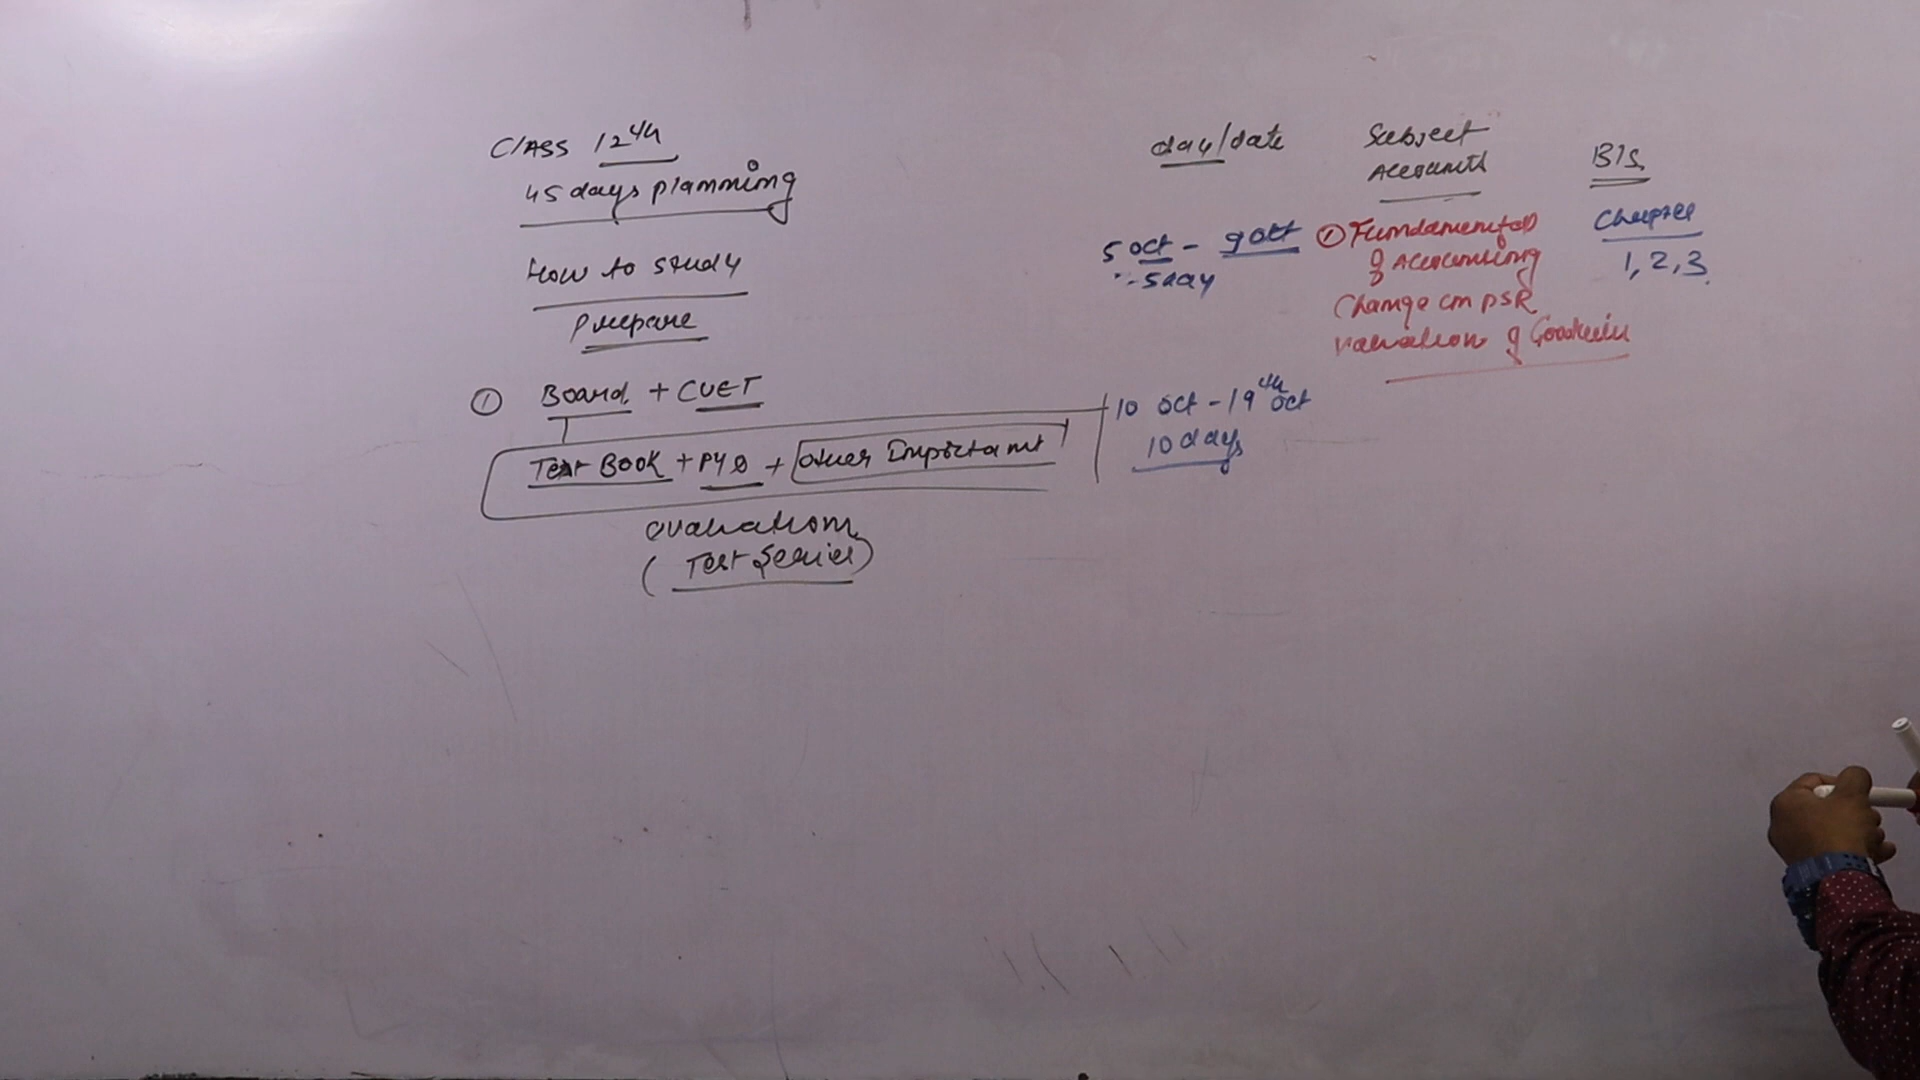 Class 12th
45 days planning
How to study
Prepare
① Board + CUET
Text Book + PYQ + Other Important
evaluation
(Test Series)
day/date
Subject
Accounts
B/S
5 oct - 9 oct
5 day
① Fundamental
of Accounting
Change in PSR
Valuation of Goodwill
Chapter
1, 2, 3
10 oct - 19th oct
10 days